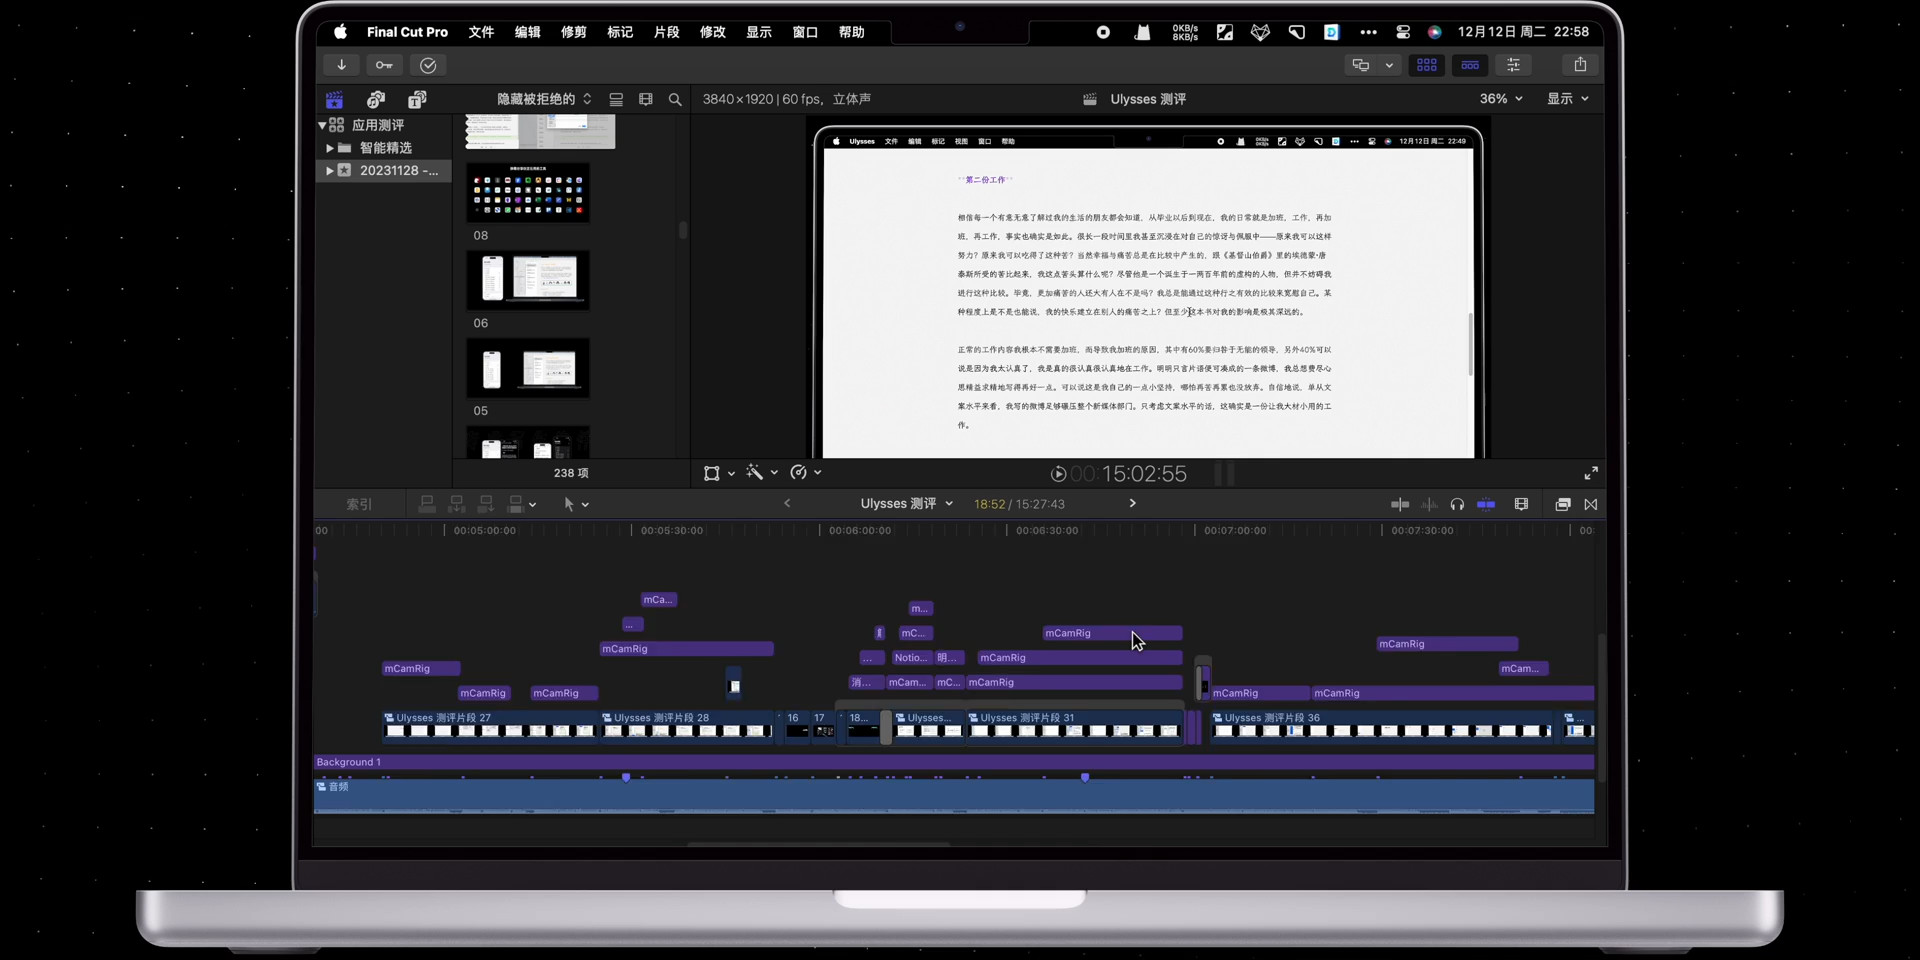 Final Cut Pro 文件 编辑 修剪 标记 片段 修改 显示 窗口 帮助 0KB/s 8KB/s 12月12日 周二 22:58
隐藏被拒绝的 3840×1920 | 60 fps, 立体声 Ulysses 测评 36% 显示
应用测评
智能精选
20231128 -...
08
06
05
238 项
Ulysses 文件 编辑 标记 视图 窗口 帮助 12月12日 周二 22:49
第二份工作
相信每一个有意无意了解过我的生活的朋友都会知道，从毕业以后到现在，我的日常就是加班，工作，再加
班，再工作，事实也确实是如此。很长一段时间里我甚至沉浸在对自己的惊讶与佩服中——原来我可以这样
努力？原来我可以吃得了这种苦？当然幸福与痛苦总是在比较中产生的，跟《基督山伯爵》里的埃德蒙·唐
泰斯所受的苦比起来，我这点苦头算什么呢？尽管他是一个诞生于一两百年前的虚构的人物，但并不妨碍我
进行这种比较。毕竟，更加痛苦的人还大有人在不是吗？我总是能通过这种行之有效的比较来宽慰自己。某
种程度上是不是也能说，我的快乐建立在别人的痛苦之上？但至少这本书对我的影响是极其深远的。
正常的工作内容我根本不需要加班，而导致我加班的原因，其中有60%要归咎于无能的领导，另外40%可以
说是因为我太认真了，我是真的很认真很认真地在工作。明明只言片语便可凑成的一条微博，我总想费尽心
思精益求精地写得再好一点。可以说这是我自己的一点小坚持，哪怕再苦再累也没放弃。自信地说，单从文
案水平来看，我写的微博足够碾压整个新媒体部门。只考虑文案水平的话，这确实是一份让我大材小用的工
作。
00:15:02:55
索引 Ulysses 测评 18:52 / 15:27:43
00 00:05:00:00 00:05:30:00 00:06:00:00 00:06:30:00 00:07:00:00 00:07:30:00 00:
mCa...
m...
...
mC... mCamRig
mCamRig
mCamRig
... Notio... 明... mCamRig
mCamRig mCam...
消... mCam... mC... mCamRig
mCamRig mCamRig mCamRig mCamRig
Ulysses 测评片段 27 Ulysses 测评片段 28 16 17 18... Ulysses... Ulysses 测评片段 31 Ulysses 测评片段 36 ...
Background 1
音频